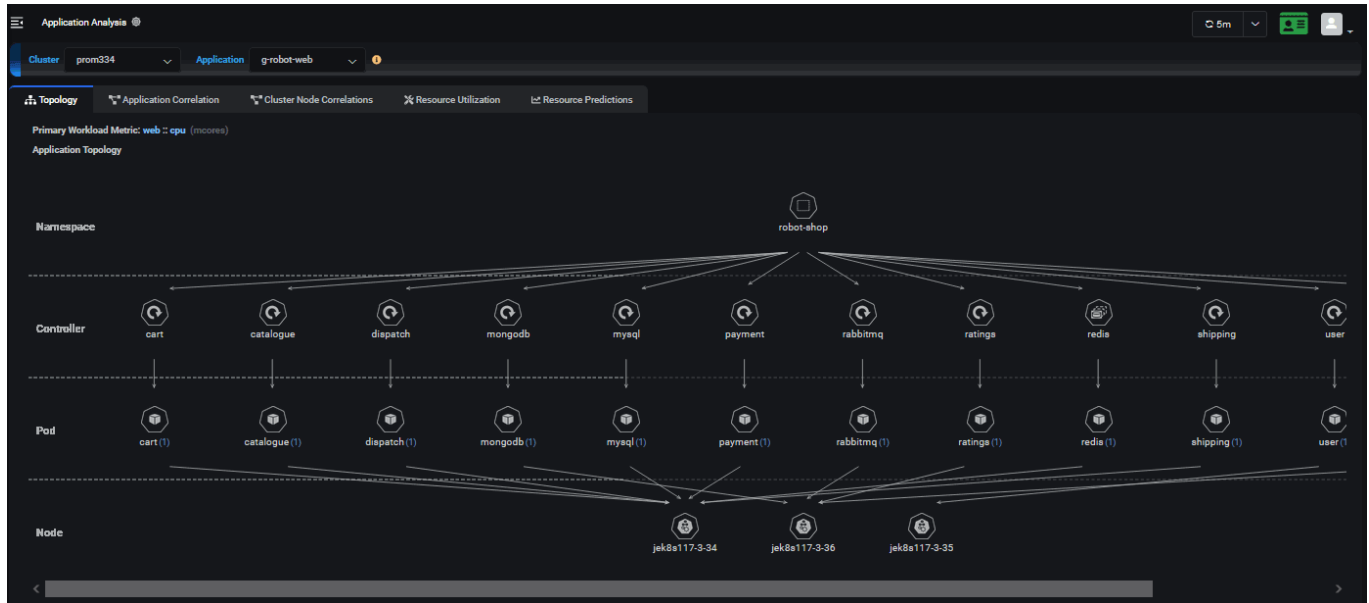 Application Analysis
5m
Cluster prom334 Application g-robot-web
Topology Application Correlation Cluster Node Correlations Resource Utilization Resource Predictions
Primary Workload Metric: web :: cpu (mcores)
Application Topology
Namespace
robot-shop
Controller
cart catalogue dispatch mongodb mysql payment rabbitmq ratings redis shipping user
Pod
cart (1) catalogue (1) dispatch (1) mongodb (1) mysql (1) payment (1) rabbitmq (1) ratings (1) redis (1) shipping (1) user (1
Node
jek8s117-3-34 jek8s117-3-36 jek8s117-3-35